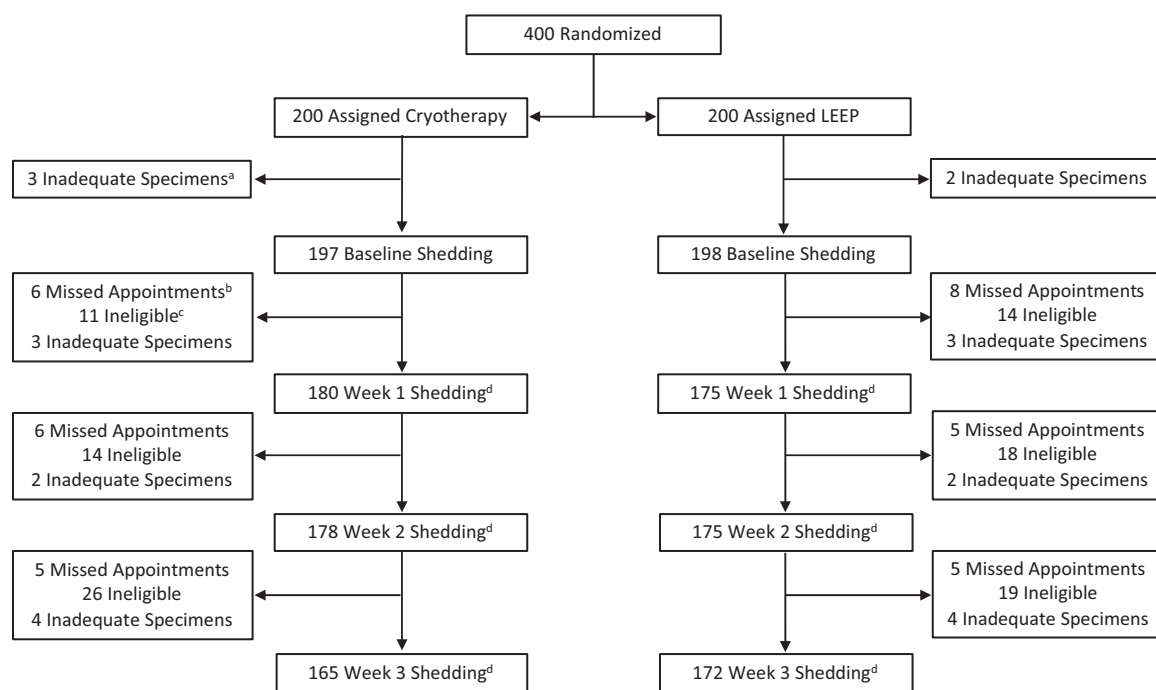 400 Randomized
200 Assigned Cryotherapy
200 Assigned LEEP
3 Inadequate Specimensᵃ
2 Inadequate Specimens
197 Baseline Shedding
198 Baseline Shedding
6 Missed Appointmentsᵇ
11 Ineligibleᶜ
3 Inadequate Specimens
8 Missed Appointments
14 Ineligible
3 Inadequate Specimens
180 Week 1 Sheddingᵈ
175 Week 1 Sheddingᵈ
6 Missed Appointments
14 Ineligible
2 Inadequate Specimens
5 Missed Appointments
18 Ineligible
2 Inadequate Specimens
178 Week 2 Sheddingᵈ
175 Week 2 Sheddingᵈ
5 Missed Appointments
26 Ineligible
4 Inadequate Specimens
5 Missed Appointments
19 Ineligible
4 Inadequate Specimens
165 Week 3 Sheddingᵈ
172 Week 3 Sheddingᵈ